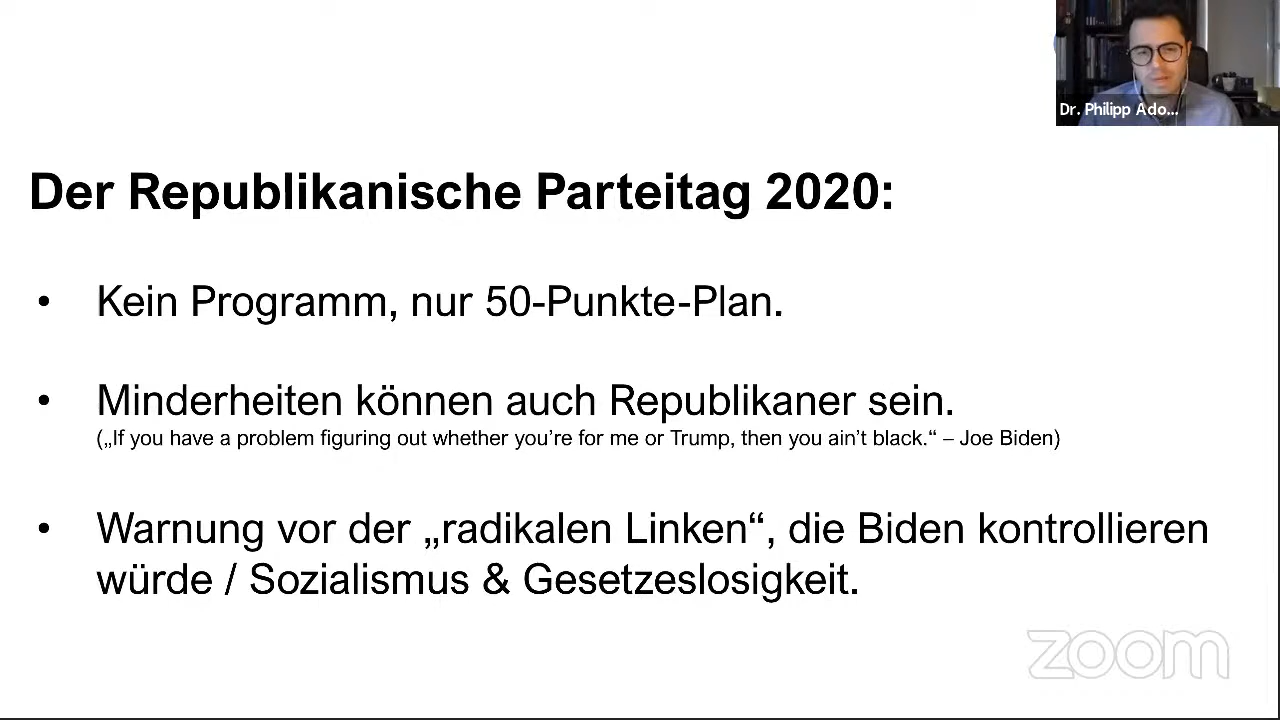 Dr. Philipp Ado...
Der Republikanische Parteitag 2020:
• Kein Programm, nur 50-Punkte-Plan.
• Minderheiten können auch Republikaner sein.
(„If you have a problem figuring out whether you’re for me or Trump, then you ain’t black.“ – Joe Biden)
• Warnung vor der „radikalen Linken“, die Biden kontrollieren
würde / Sozialismus & Gesetzeslosigkeit.
zoom